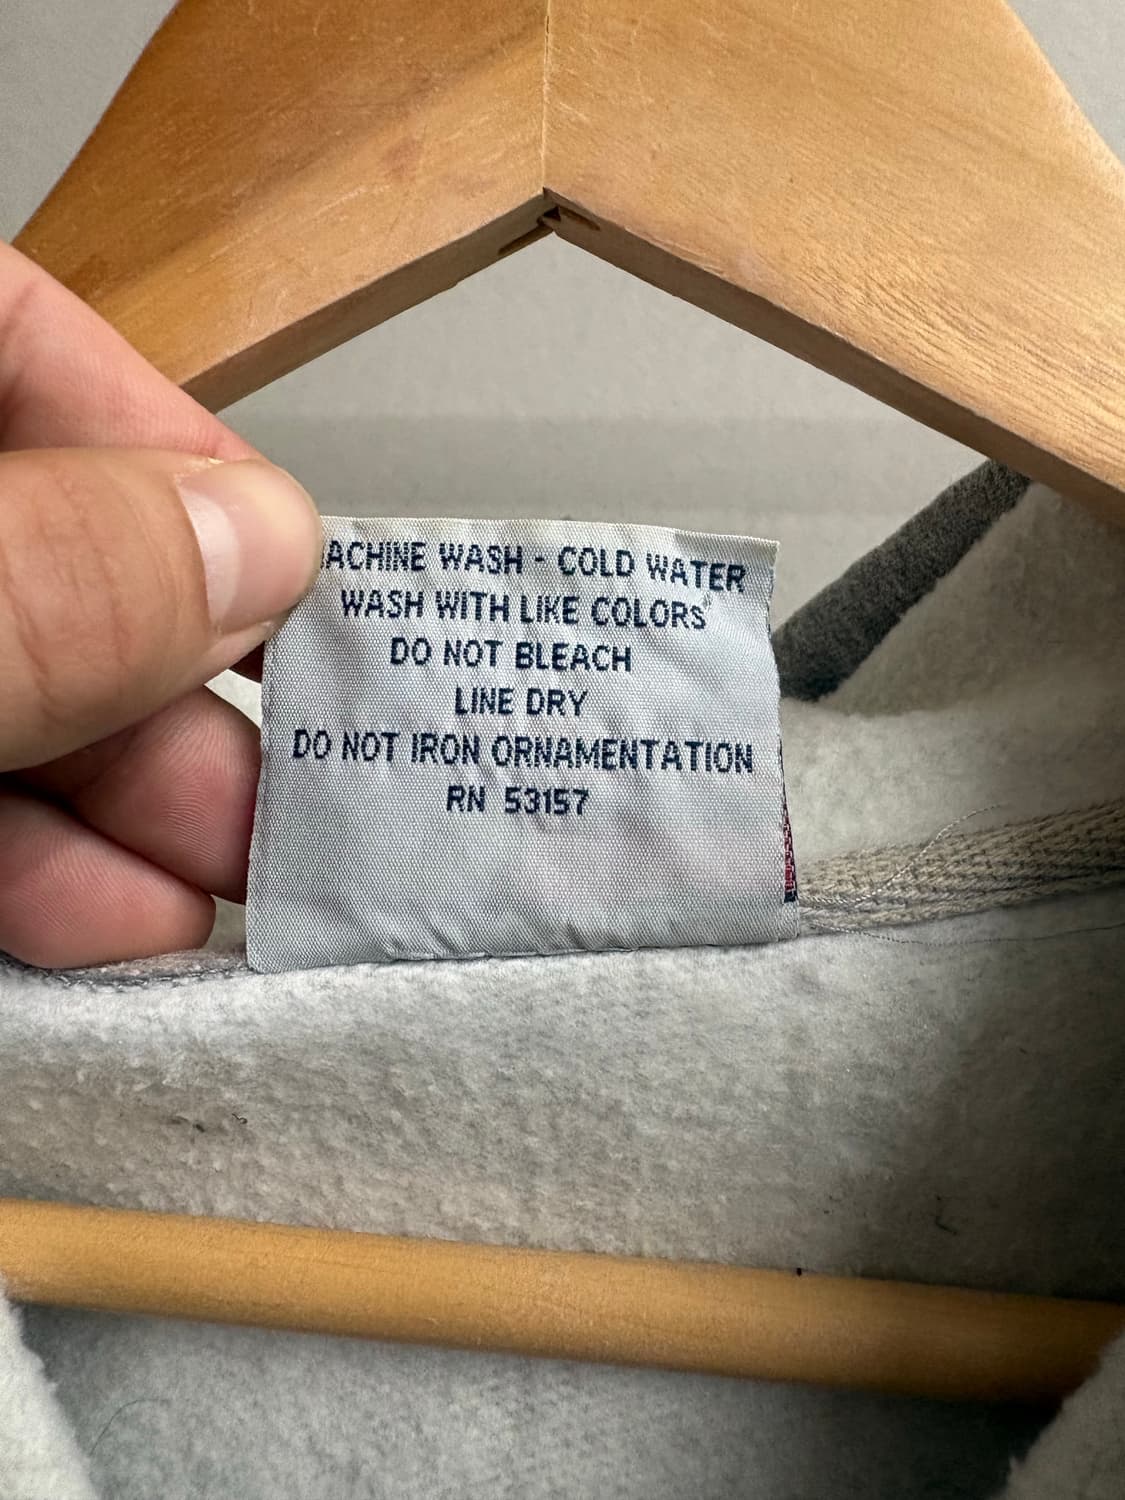 ACHINE WASH - COLD WATER
WASH WITH LIKE COLORS
DO NOT BLEACH
LINE DRY
DO NOT IRON ORNAMENTATION
RN 53157